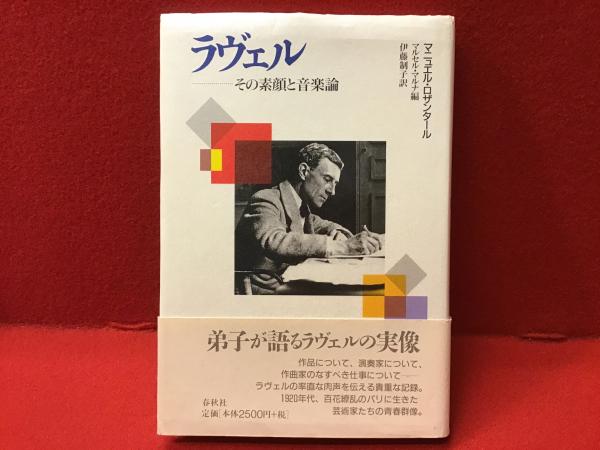 ラヴェル
その素顔と音楽論
マニュエル・ロザンタール
マルセル・マルナ編
伊藤制子訳
弟子が語るラヴェルの実像
作品について、演奏家について、
作曲家のなすべき仕事について──
ラヴェルの率直な肉声を伝える貴重な記録。
1920年代、百花繚乱のパリに生きた
芸術家たちの青春群像。
春秋社
定価[本体2500円+税]